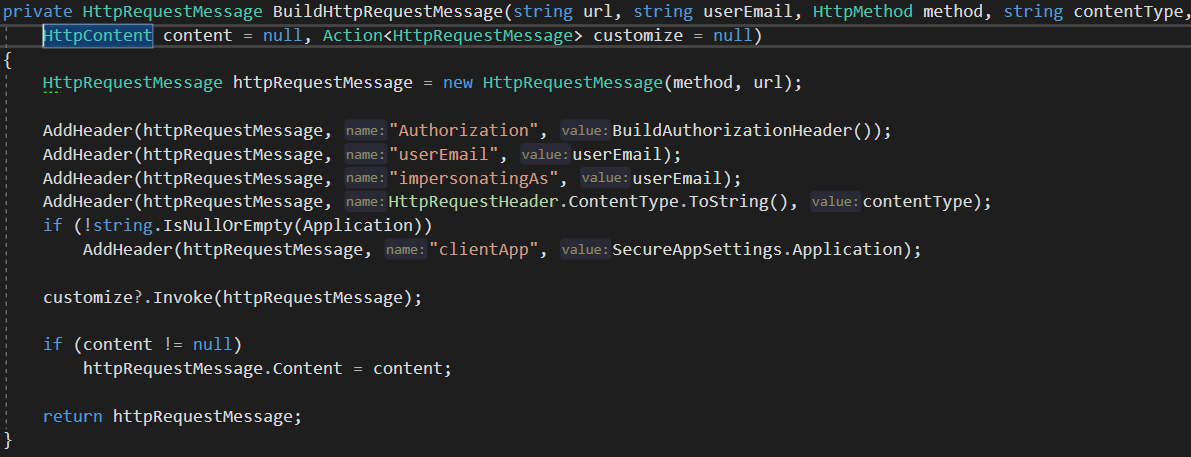 private HttpRequestMessage BuildHttpRequestMessage(string url, string userEmail, HttpMethod method, string contentType,
    HttpContent content = null, Action<HttpRequestMessage> customize = null)
{
    HttpRequestMessage httpRequestMessage = new HttpRequestMessage(method, url);

    AddHeader(httpRequestMessage, name: "Authorization", value: BuildAuthorizationHeader());
    AddHeader(httpRequestMessage, name: "userEmail", value: userEmail);
    AddHeader(httpRequestMessage, name: "impersonatingAs", value: userEmail);
    AddHeader(httpRequestMessage, name: HttpRequestHeader.ContentType.ToString(), value: contentType);
    if (!string.IsNullOrEmpty(Application))
        AddHeader(httpRequestMessage, name: "clientApp", value: SecureAppSettings.Application);

    customize?.Invoke(httpRequestMessage);

    if (content != null)
        httpRequestMessage.Content = content;

    return httpRequestMessage;
}